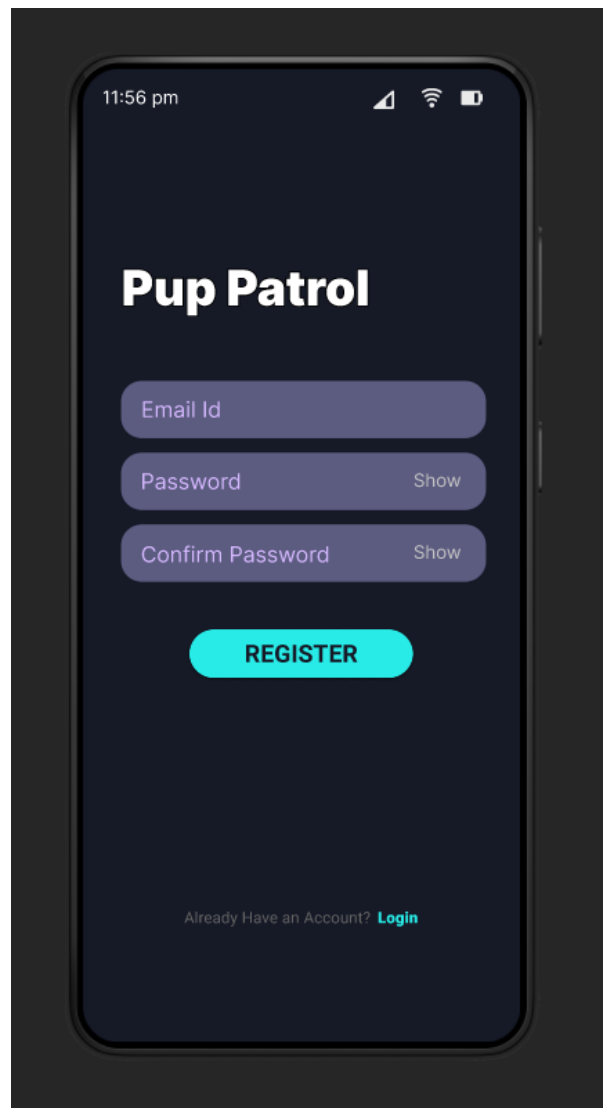 11:56 pm
Pup Patrol
Email Id
Password Show
Confirm Password Show
REGISTER
Already Have an Account? Login